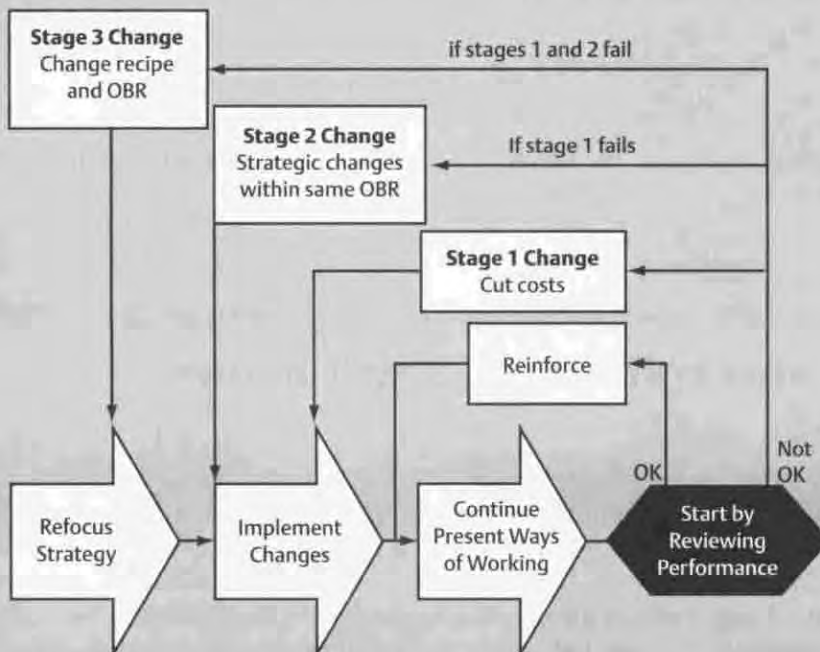 Stage 3 Change
Change recipe
and OBR
if stages 1 and 2 fail
Stage 2 Change
Strategic changes
within same OBR
If stage 1 fails
Stage 1 Change
Cut costs
Reinforce
OK
Not
OK
Refocus
Strategy
Implement
Changes
Continue
Present Ways
of Working
Start by
Reviewing
Performance